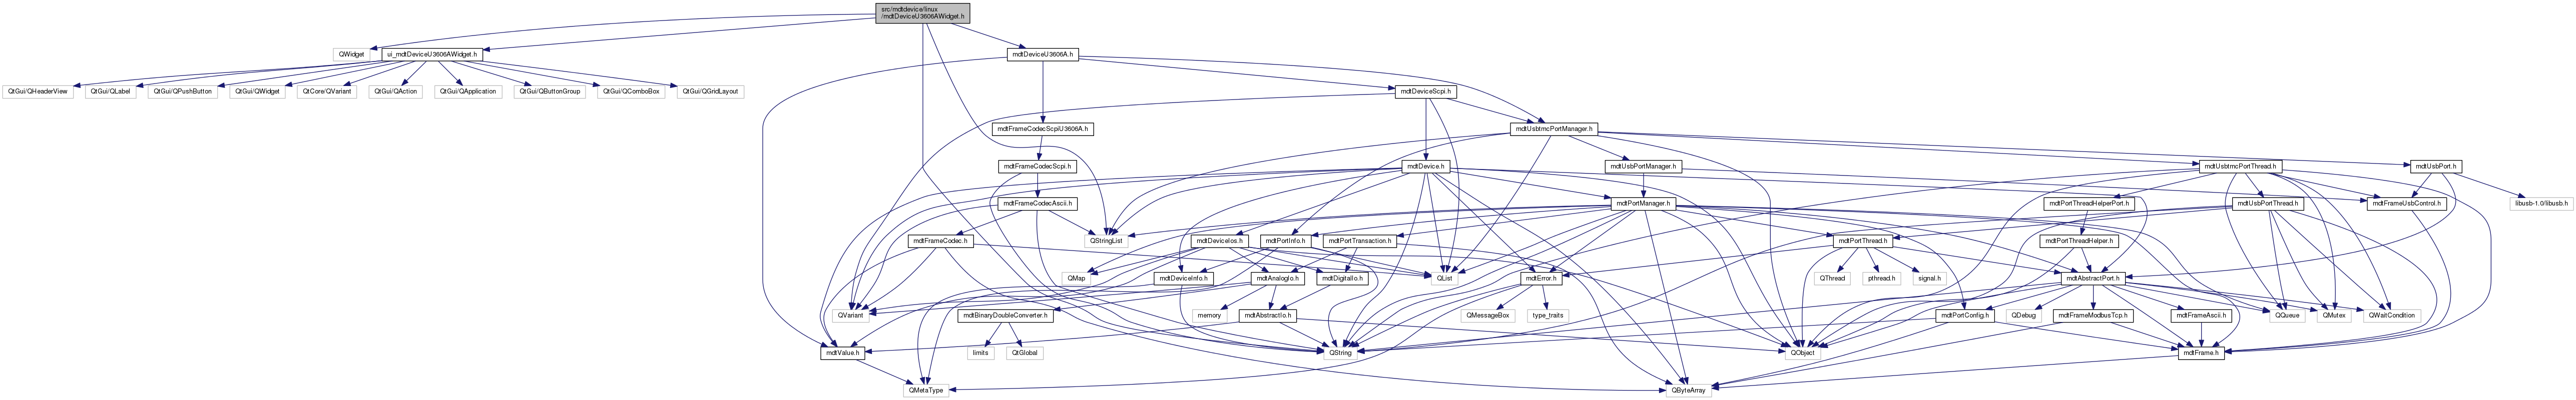 src/mdtdevice/linux
/mdtDeviceU3606AWidget.h
QWidget
ui_mdtDeviceU3606AWidget.h
mdtDeviceU3606A.h
QtGui/QHeaderView
QtGui/QLabel
QtGui/QPushButton
QtGui/QWidget
QtCore/QVariant
QtGui/QAction
QtGui/QApplication
QtGui/QButtonGroup
QtGui/QComboBox
QtGui/QGridLayout
mdtDeviceScpi.h
mdtFrameCodecScpiU3606A.h
mdtUsbtmcPortManager.h
mdtFrameCodecScpi.h
mdtDevice.h
mdtUsbPortManager.h
mdtUsbtmcPortThread.h
mdtUsbPort.h
mdtFrameCodecAscii.h
mdtPortManager.h
mdtPortThreadHelperPort.h
mdtUsbPortThread.h
mdtFrameUsbControl.h
libusb-1.0/libusb.h
mdtFrameCodec.h
QStringList
mdtDeviceIos.h
mdtPortInfo.h
mdtPortTransaction.h
mdtPortThread.h
mdtPortThreadHelper.h
QMap
mdtDeviceInfo.h
mdtAnalogIo.h
mdtDigitalIo.h
QList
mdtError.h
QThread
pthread.h
signal.h
mdtAbstractPort.h
QVariant
mdtBinaryDoubleConverter.h
memory
mdtAbstractIo.h
QMessageBox
type_traits
mdtPortConfig.h
QDebug
mdtFrameModbusTcp.h
mdtFrameAscii.h
QQueue
QMutex
QWaitCondition
mdtValue.h
limits
QtGlobal
QString
QObject
mdtFrame.h
QMetaType
QByteArray